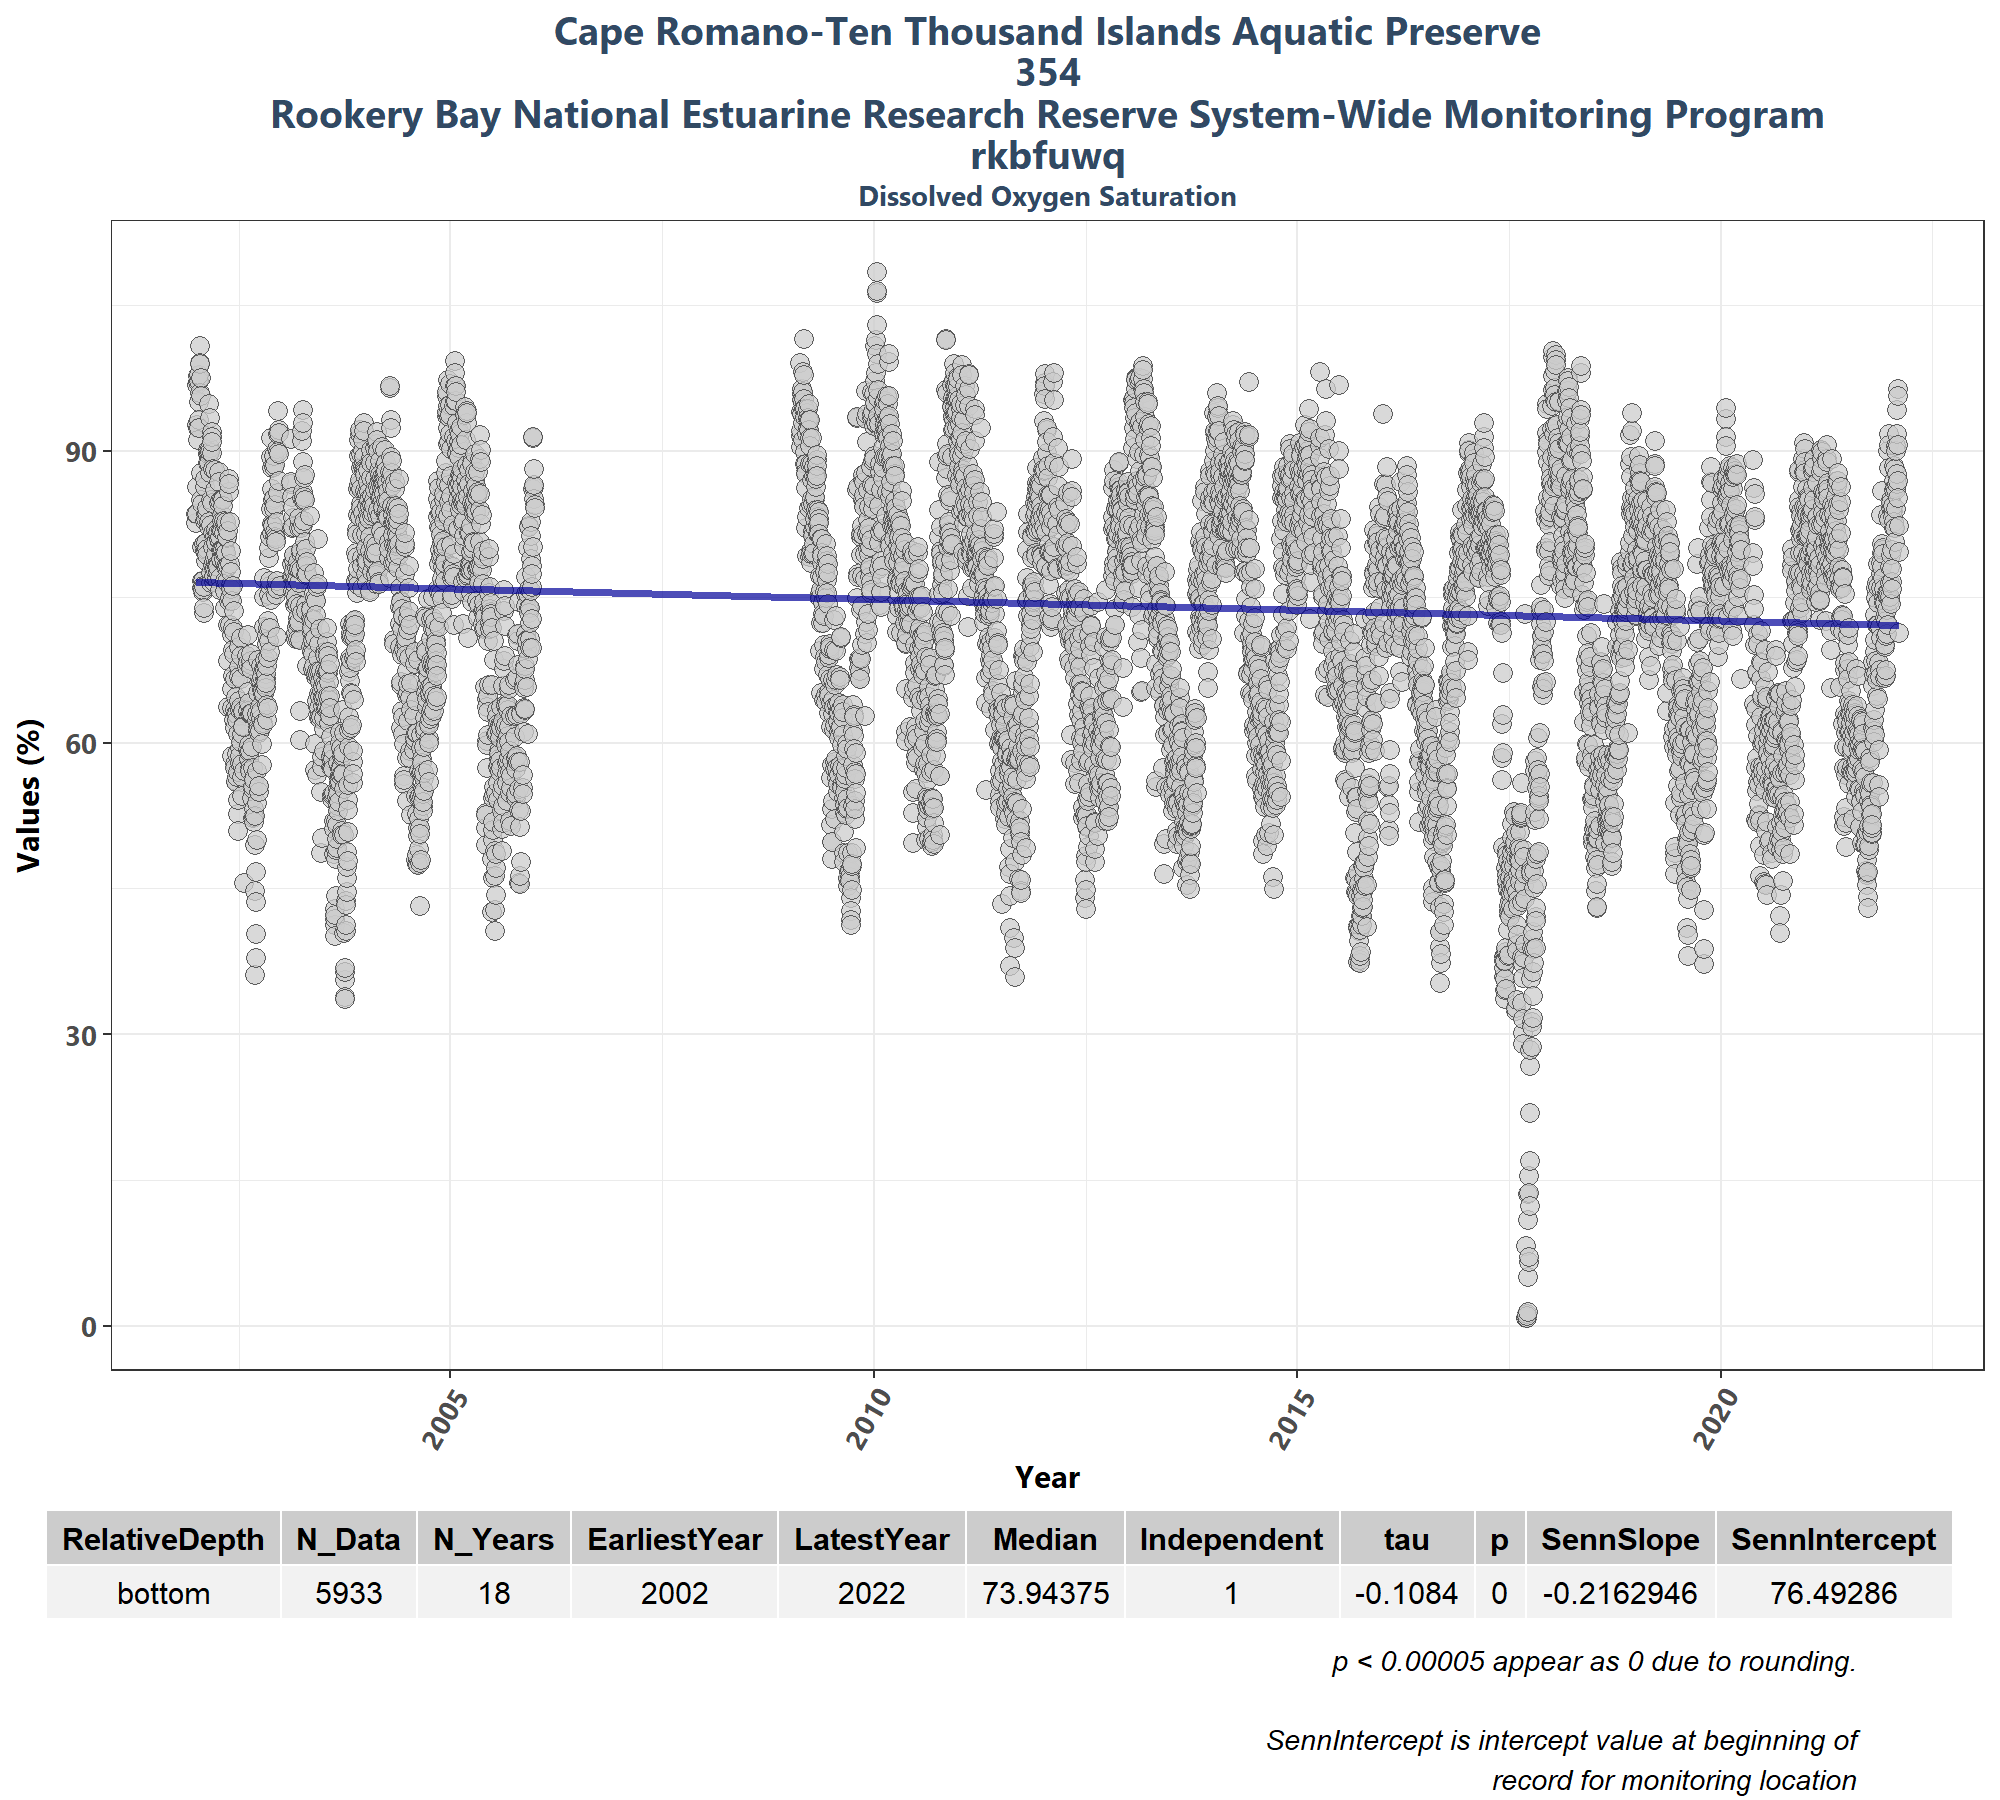 Cape Romano-Ten Thousand Islands Aquatic Preserve
354
Rookery Bay National Estuarine Research Reserve System-Wide Monitoring Program
rkbfuwq
Dissolved Oxygen Saturation
Values (%)
90
60
30
0
2005 2010 2015 2020
Year
RelativeDepth N_Data N_Years EarliestYear LatestYear Median Independent tau p SennSlope SennIntercept
bottom 5933 18 2002 2022 73.94375 1 -0.1084 0 -0.2162946 76.49286
p < 0.00005 appear as 0 due to rounding.
SennIntercept is intercept value at beginning of
record for monitoring location